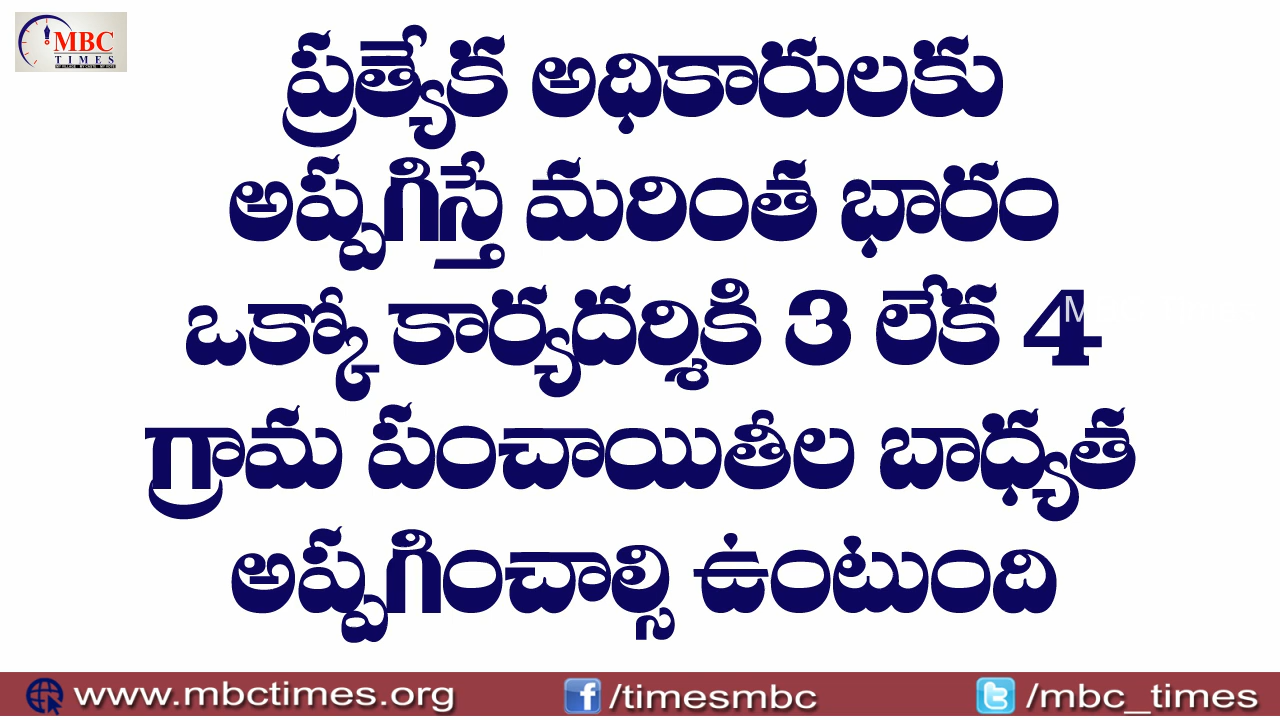 MBC
TIMES
ప్రత్యేక అధికారులకు
అప్పగిస్తే మరింత భారం
ఒక్కో కార్యదర్శికి 3 లేక 4
గ్రామ పంచాయితీల బాధ్యత
అప్పగించాల్సి ఉంటుంది
www.mbctimes.org
/timesmbc
/mbc_times